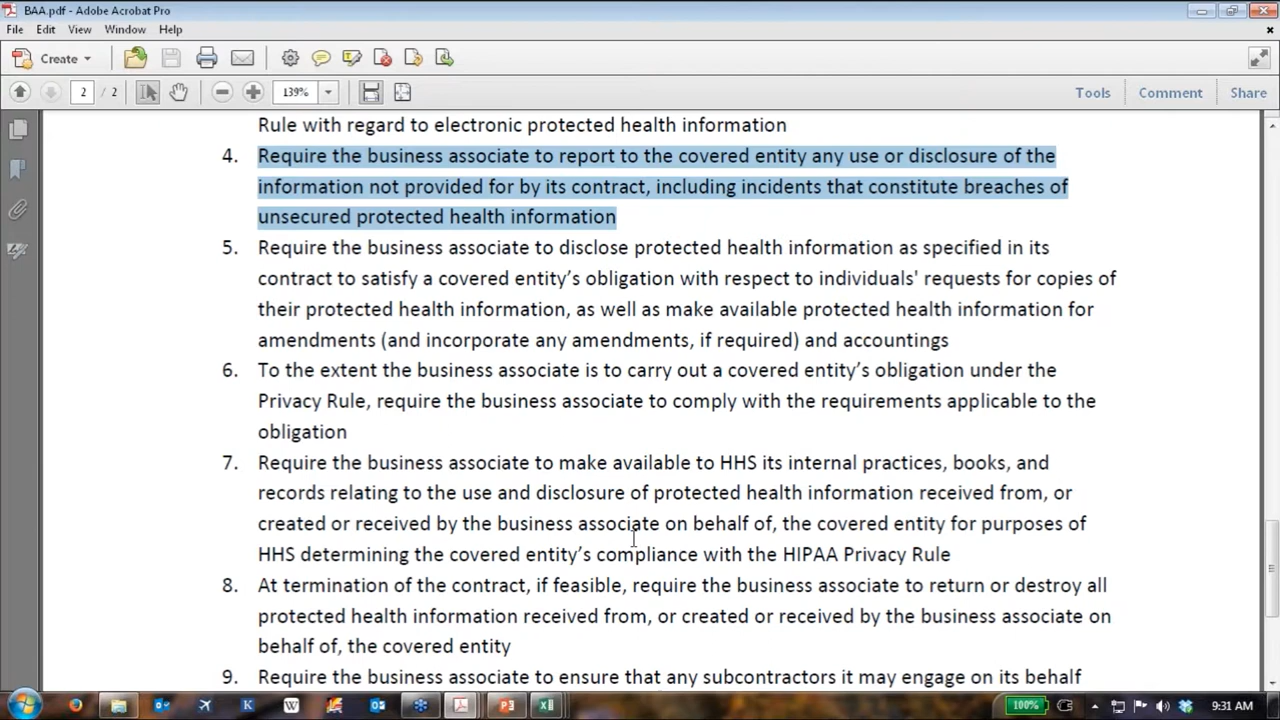 BAA.pdf - Adobe Acrobat Pro
File Edit View Window Help
Create
2 / 2 139% Tools Comment Share
Rule with regard to electronic protected health information
4. Require the business associate to report to the covered entity any use or disclosure of the
information not provided for by its contract, including incidents that constitute breaches of
unsecured protected health information
5. Require the business associate to disclose protected health information as specified in its
contract to satisfy a covered entity’s obligation with respect to individuals' requests for copies of
their protected health information, as well as make available protected health information for
amendments (and incorporate any amendments, if required) and accountings
6. To the extent the business associate is to carry out a covered entity’s obligation under the
Privacy Rule, require the business associate to comply with the requirements applicable to the
obligation
7. Require the business associate to make available to HHS its internal practices, books, and
records relating to the use and disclosure of protected health information received from, or
created or received by the business associate on behalf of, the covered entity for purposes of
HHS determining the covered entity’s compliance with the HIPAA Privacy Rule
8. At termination of the contract, if feasible, require the business associate to return or destroy all
protected health information received from, or created or received by the business associate on
behalf of, the covered entity
9. Require the business associate to ensure that any subcontractors it may engage on its behalf
K W 100% 9:31 AM